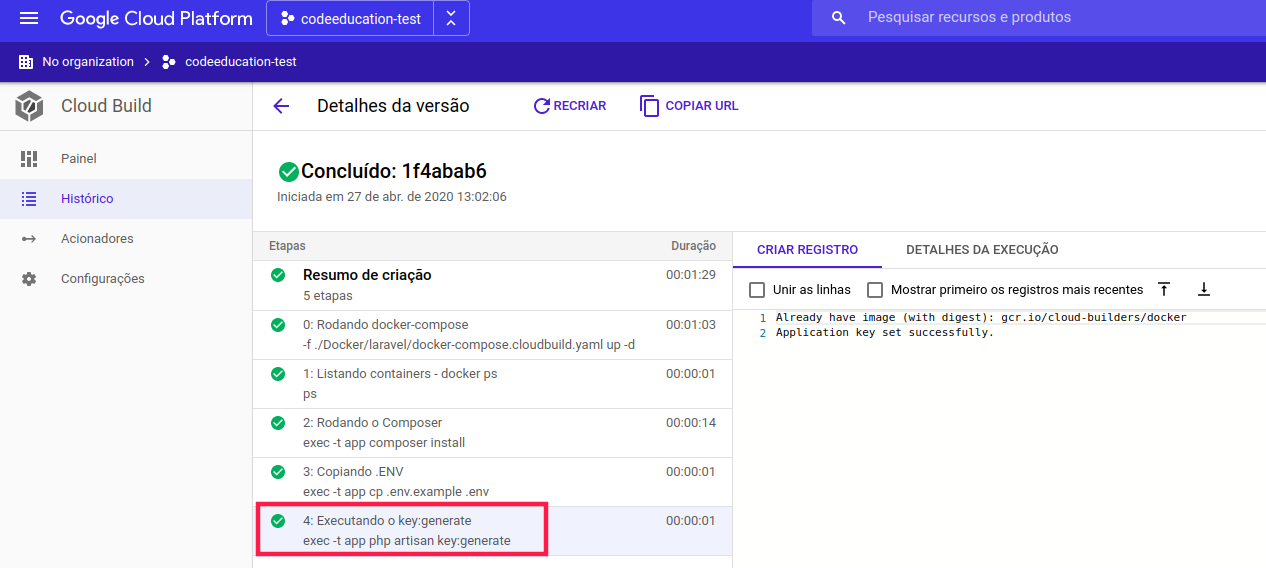 Google Cloud Platform
codeeducation-test
Pesquisar recursos e produtos
No organization
codeeducation-test
Cloud Build
Detalhes da versão
RECRIAR
COPIAR URL
Painel
Histórico
Acionadores
Configurações
Concluído: 1f4abab6
Iniciada em 27 de abr. de 2020 13:02:06
Etapas Duração
Resumo de criação 00:01:29
5 etapas
0: Rodando docker-compose 00:01:03
-f ./Docker/laravel/docker-compose.cloudbuild.yaml up -d
1: Listando containers - docker ps 00:00:01
ps
2: Rodando o Composer 00:00:14
exec -t app composer install
3: Copiando .ENV 00:00:01
exec -t app cp .env.example .env
4: Executando o key:generate 00:00:01
exec -t app php artisan key:generate
CRIAR REGISTRO
DETALHES DA EXECUÇÃO
Unir as linhas
Mostrar primeiro os registros mais recentes
1 Already have image (with digest): gcr.io/cloud-builders/docker
2 Application key set successfully.